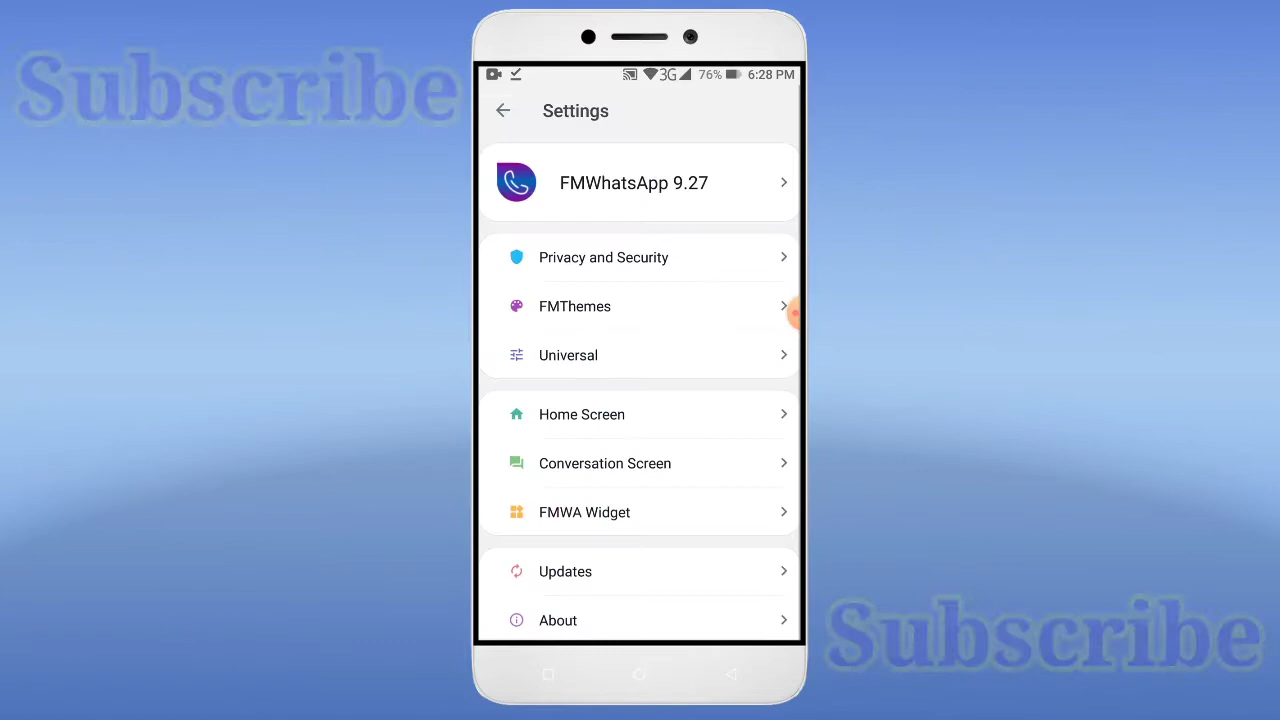 Subscribe
3G 76% 6:28 PM
Settings
FMWhatsApp 9.27
Privacy and Security
FMThemes
Universal
Home Screen
Conversation Screen
FMWA Widget
Updates
About
Subscribe